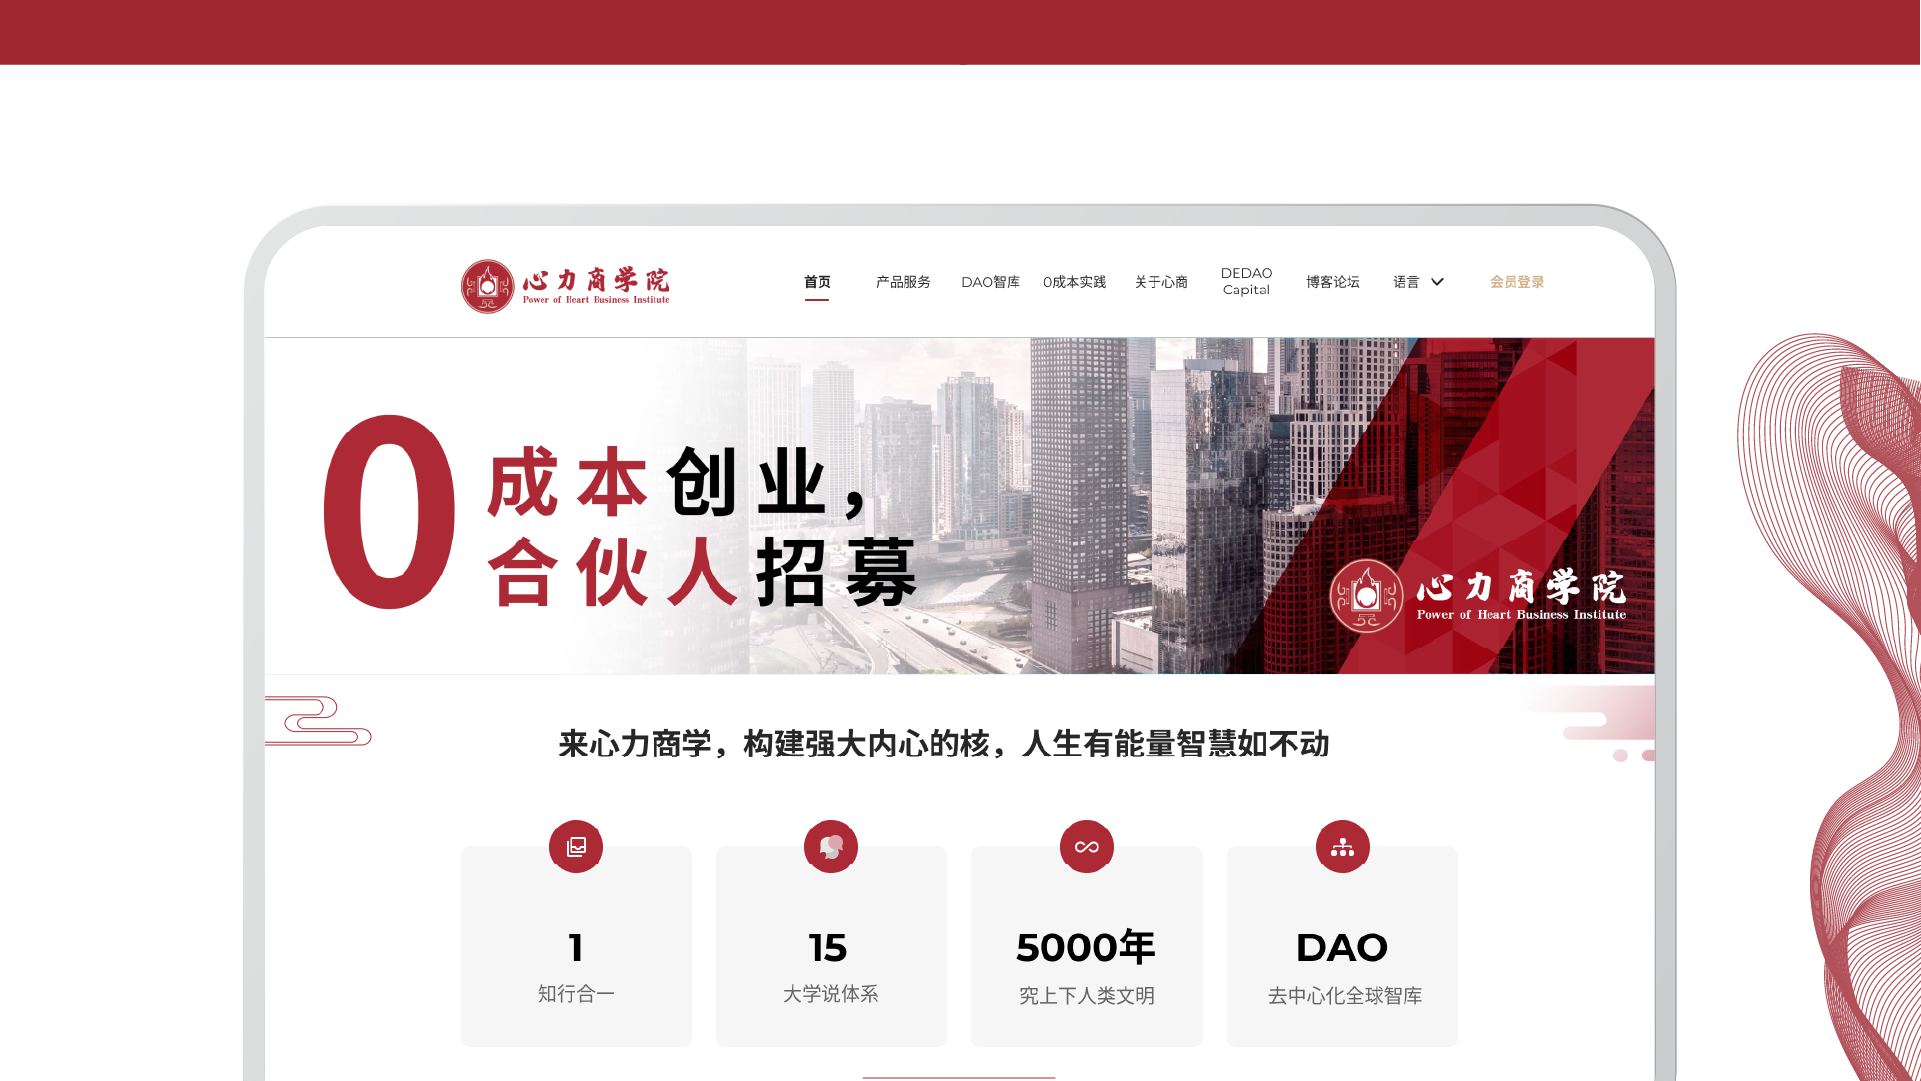 心力商学院
Power of Heart Business Institute
首页
产品服务
DAO智库
0成本实践
关于心商
DEDAO
Capital
博客论坛
语言
会员登录
0成本创业，
合伙人招募
心力商学院
Power of Heart Business Institute
来心力商学，构建强大内心的核，人生有能量智慧如不动
1
知行合一
15
大学说体系
5000年
究上下人类文明
DAO
去中心化全球智库